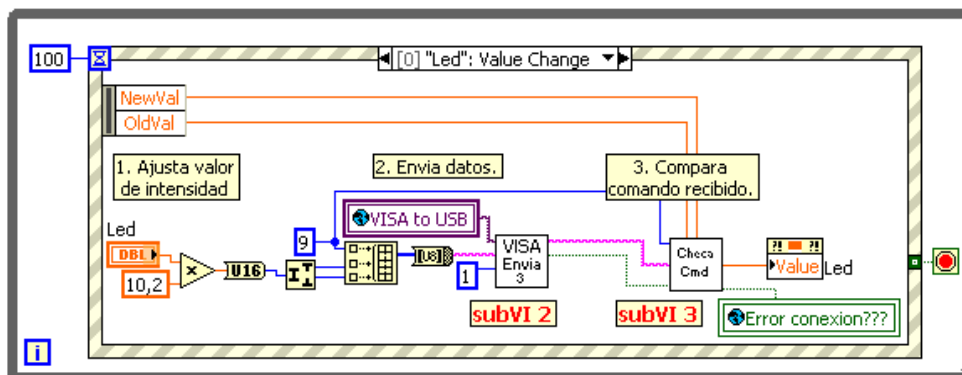 100
[0] "Led": Value Change
NewVal
OldVal
1. Ajusta valor
de intensidad
2. Envia datos.
3. Compara
comando recibido.
VISA to USB
Led
DBL
10,2
x
U16
9
[U8]
1
VISA
Envia
3
Checa
Cmd
?! ?!
Value
Led
subVI 2
subVI 3
Error conexion???
i